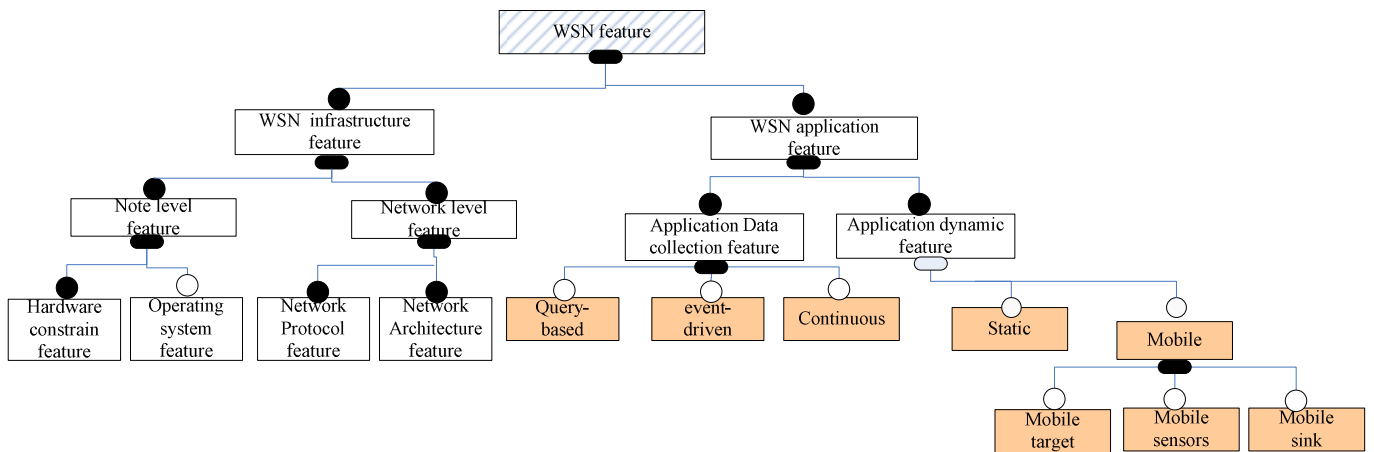 WSN feature
WSN infrastructure
feature
WSN application
feature
Note level
feature
Network level
feature
Application Data
collection feature
Application dynamic
feature
Hardware
constrain
feature
Operating
system
feature
Network
Protocol
feature
Network
Architecture
feature
Query-
based
event-
driven
Continuous
Static
Mobile
Mobile
target
Mobile
sensors
Mobile
sink